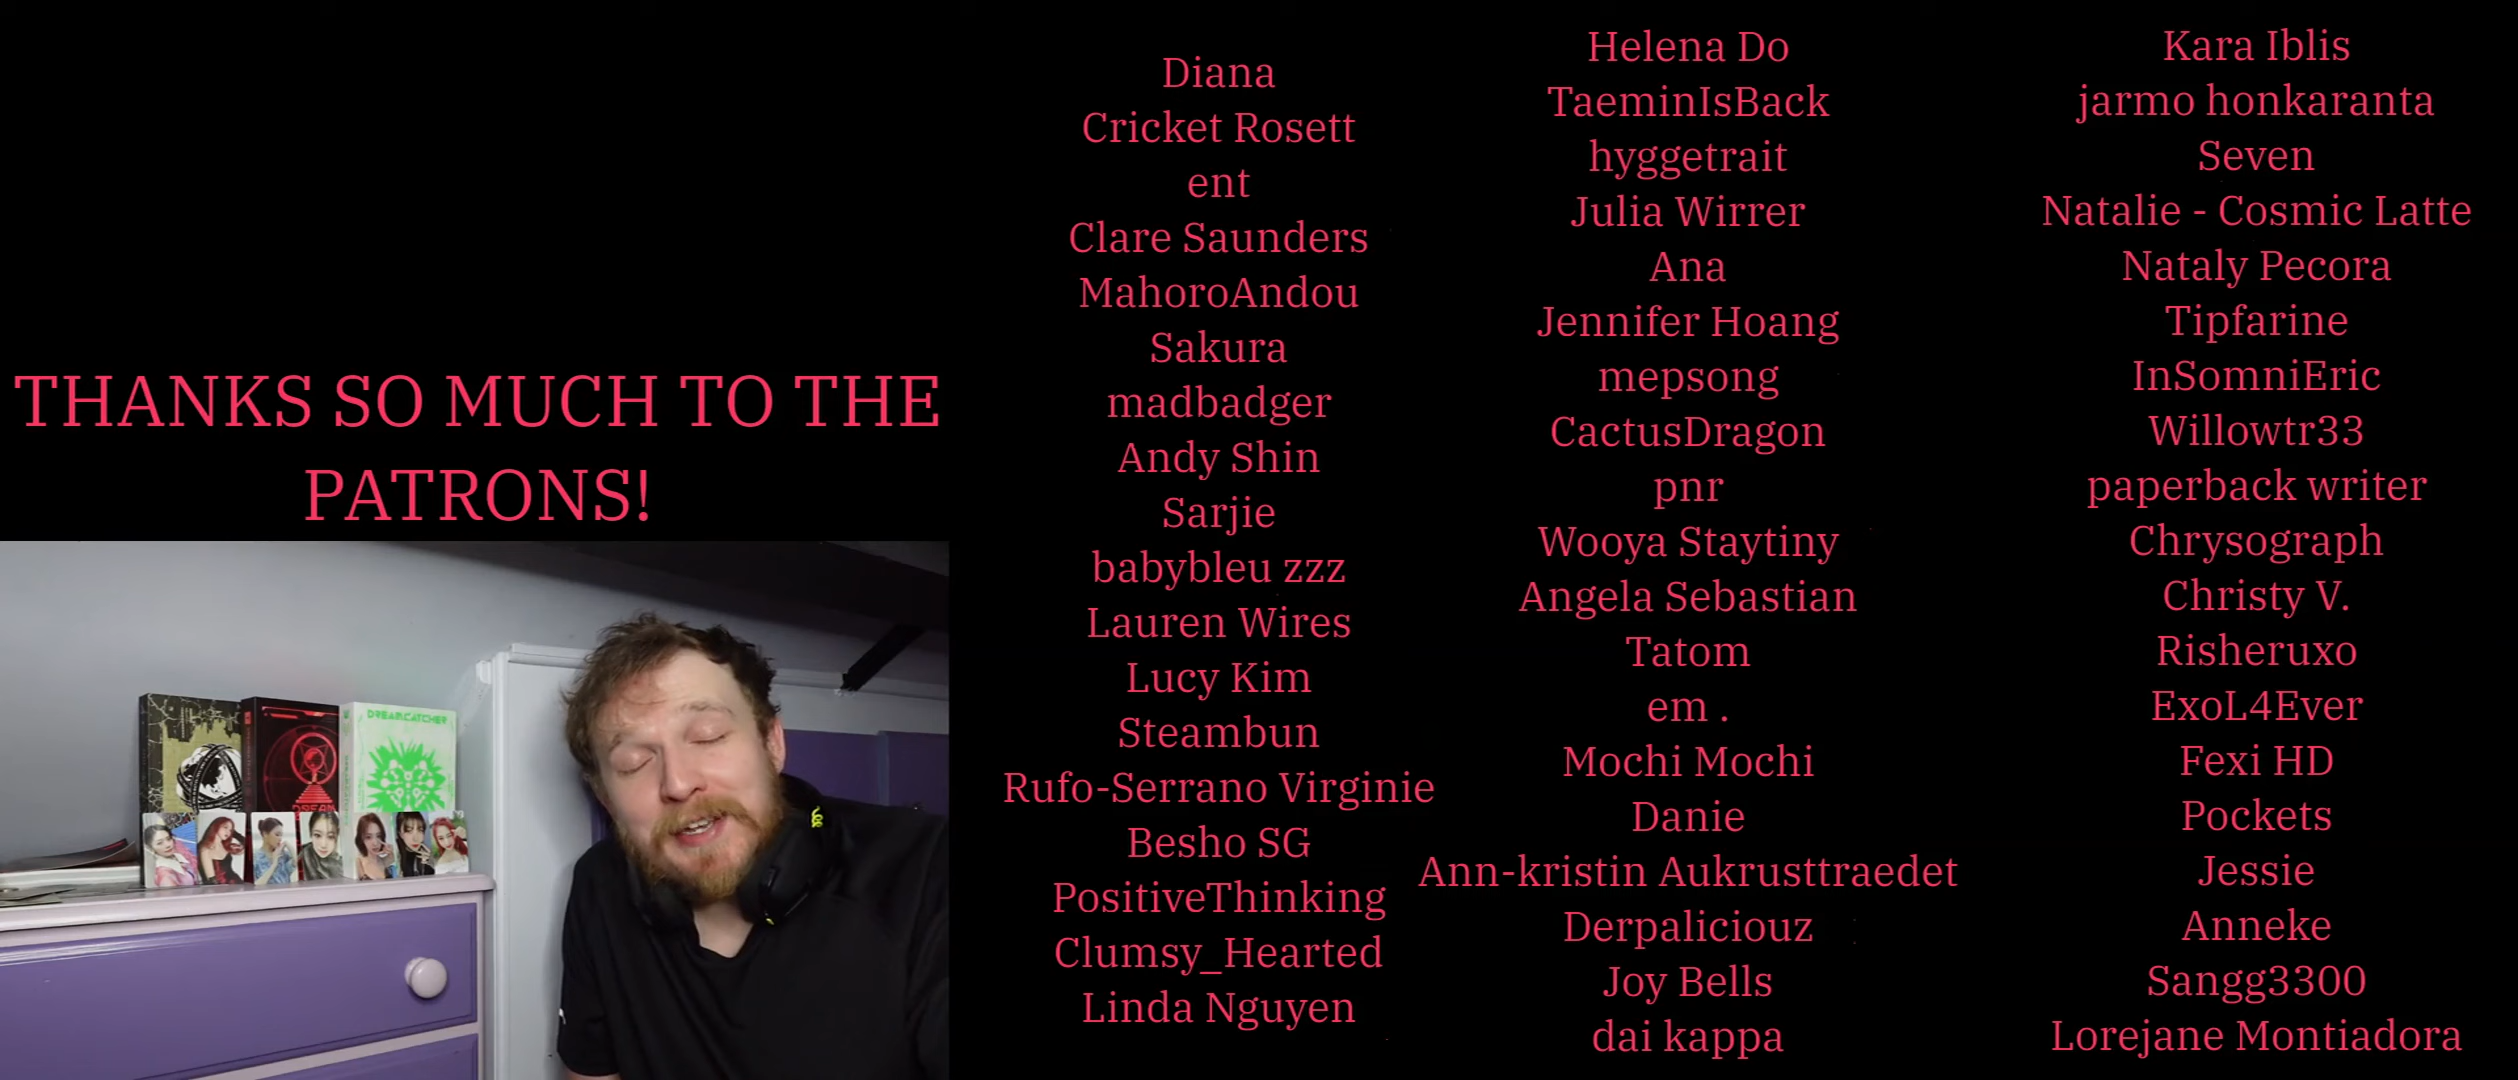 THANKS SO MUCH TO THE
PATRONS!
DREAMCATCHER
DREAM
Diana
Cricket Rosett
ent
Clare Saunders
MahoroAndou
Sakura
madbadger
Andy Shin
Sarjie
babybleu zzz
Lauren Wires
Lucy Kim
Steambun
Rufo-Serrano Virginie
Besho SG
PositiveThinking
Clumsy_Hearted
Linda Nguyen
Helena Do
TaeminIsBack
hyggetrait
Julia Wirrer
Ana
Jennifer Hoang
mepsong
CactusDragon
pnr
Wooya Staytiny
Angela Sebastian
Tatom
em .
Mochi Mochi
Danie
Ann-kristin Aukrusttraedet
Derpaliciouz
Joy Bells
dai kappa
Kara Iblis
jarmo honkaranta
Seven
Natalie - Cosmic Latte
Nataly Pecora
Tipfarine
InSomniEric
Willowtr33
paperback writer
Chrysograph
Christy V.
Risheruxo
ExoL4Ever
Fexi HD
Pockets
Jessie
Anneke
Sangg3300
Lorejane Montiadora